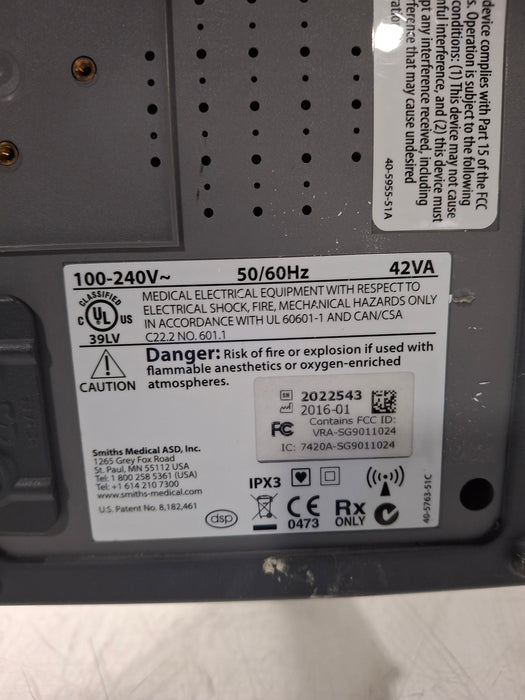 device complies with Part 15 of the FCC
s. Operation is subject to the following
conditions: (1) This device may not cause
nful interference, and (2) this device must
pt any interference received, including
rference that may cause undesired
40-5955-51A
100-240V~ 50/60Hz 42VA
CLASSIFIED
C UL US
39LV
MEDICAL ELECTRICAL EQUIPMENT WITH RESPECT TO
ELECTRICAL SHOCK, FIRE, MECHANICAL HAZARDS ONLY
IN ACCORDANCE WITH UL 60601-1 AND CAN/CSA
C22.2 NO. 601.1
CAUTION
Danger: Risk of fire or explosion if used with
flammable anesthetics or oxygen-enriched
atmospheres.
SN 2022543
2016-01
Contains FCC ID:
FC VRA-SG9011024
IC: 7420A-SG9011024
Smiths Medical ASD, Inc.
1265 Grey Fox Road
St. Paul, MN 55112 USA
Tel: 1 800 258 5361 (USA)
Tel: +1 614 210 7300
www.smiths-medical.com
U.S. Patent No. 8,182,461
dsp
IPX3
CE
0473
Rx
ONLY
40-5763-51C